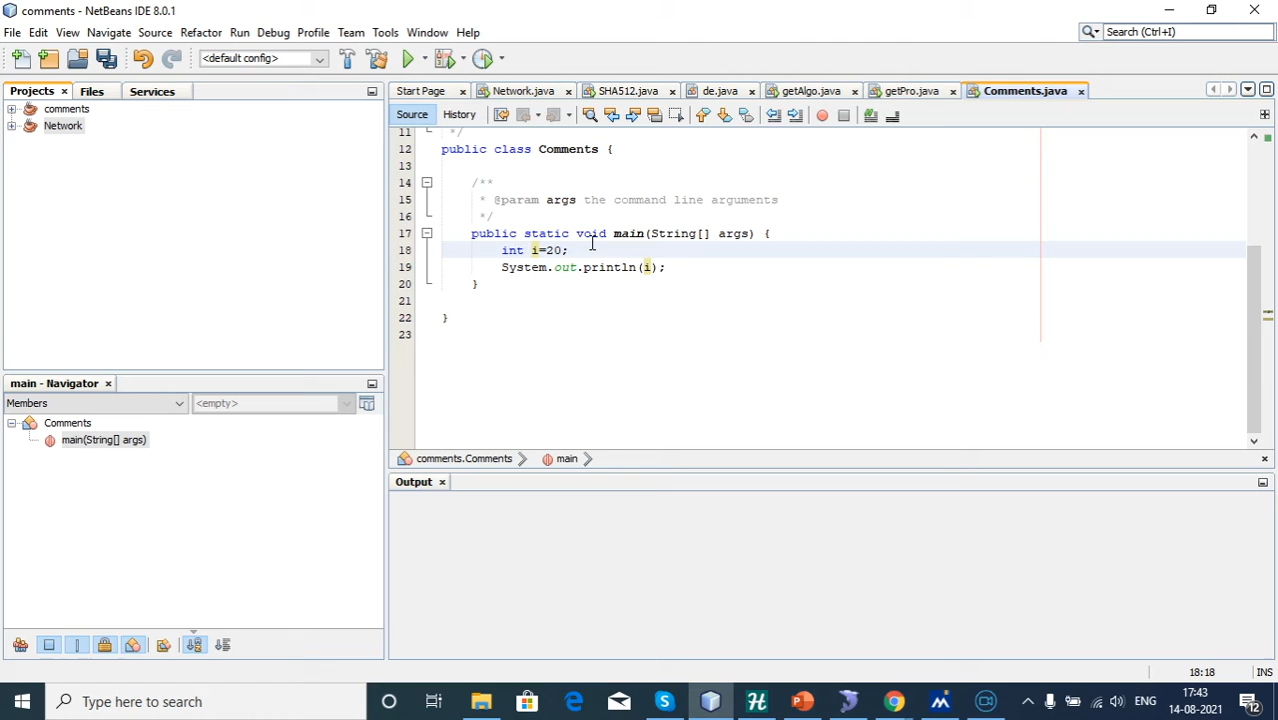 comments - NetBeans IDE 8.0.1
File Edit View Navigate Source Refactor Run Debug Profile Team Tools Window Help
Search (Ctrl+I)
<default config>
Projects Files Services
Start Page Network.java SHA512.java de.java getAlgo.java getPro.java Comments.java
Source History
comments
Network
11 */
12 public class Comments {
13
14 /**
15 * @param args the command line arguments
16 */
17 public static void main(String[] args) {
18 int i=20;
19 System.out.println(i);
20 }
21
22 }
23
main - Navigator
Members <empty>
Comments
main(String[] args)
comments.Comments main
Output
18:18 INS
Type here to search
ENG
17:43
14-08-2021
12